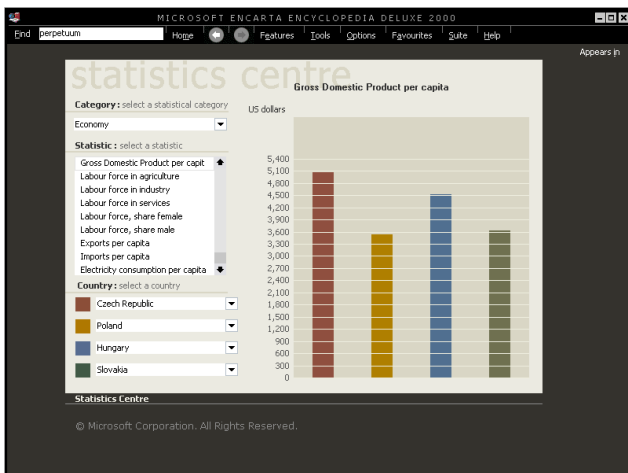 MICROSOFT ENCARTA ENCYCLOPEDIA DELUXE 2000
Find perpetuum Home Features Tools Options Favourites Suite Help
Appears in
statistics centre
Gross Domestic Product per capita
Category: select a statistical category
US dollars
Economy
Statistic : select a statistic
Gross Domestic Product per capit
Labour force in agriculture
Labour force in industry
Labour force in services
Labour force, share female
Labour force, share male
Exports per capita
Imports per capita
Electricity consumption per capita
Country: select a country
Czech Republic
Poland
Hungary
Slovakia
5,400
5,100
4,800
4,500
4,200
3,900
3,600
3,300
3,000
2,700
2,400
2,100
1,800
1,500
1,200
900
600
300
0
Statistics Centre
© Microsoft Corporation. All Rights Reserved.